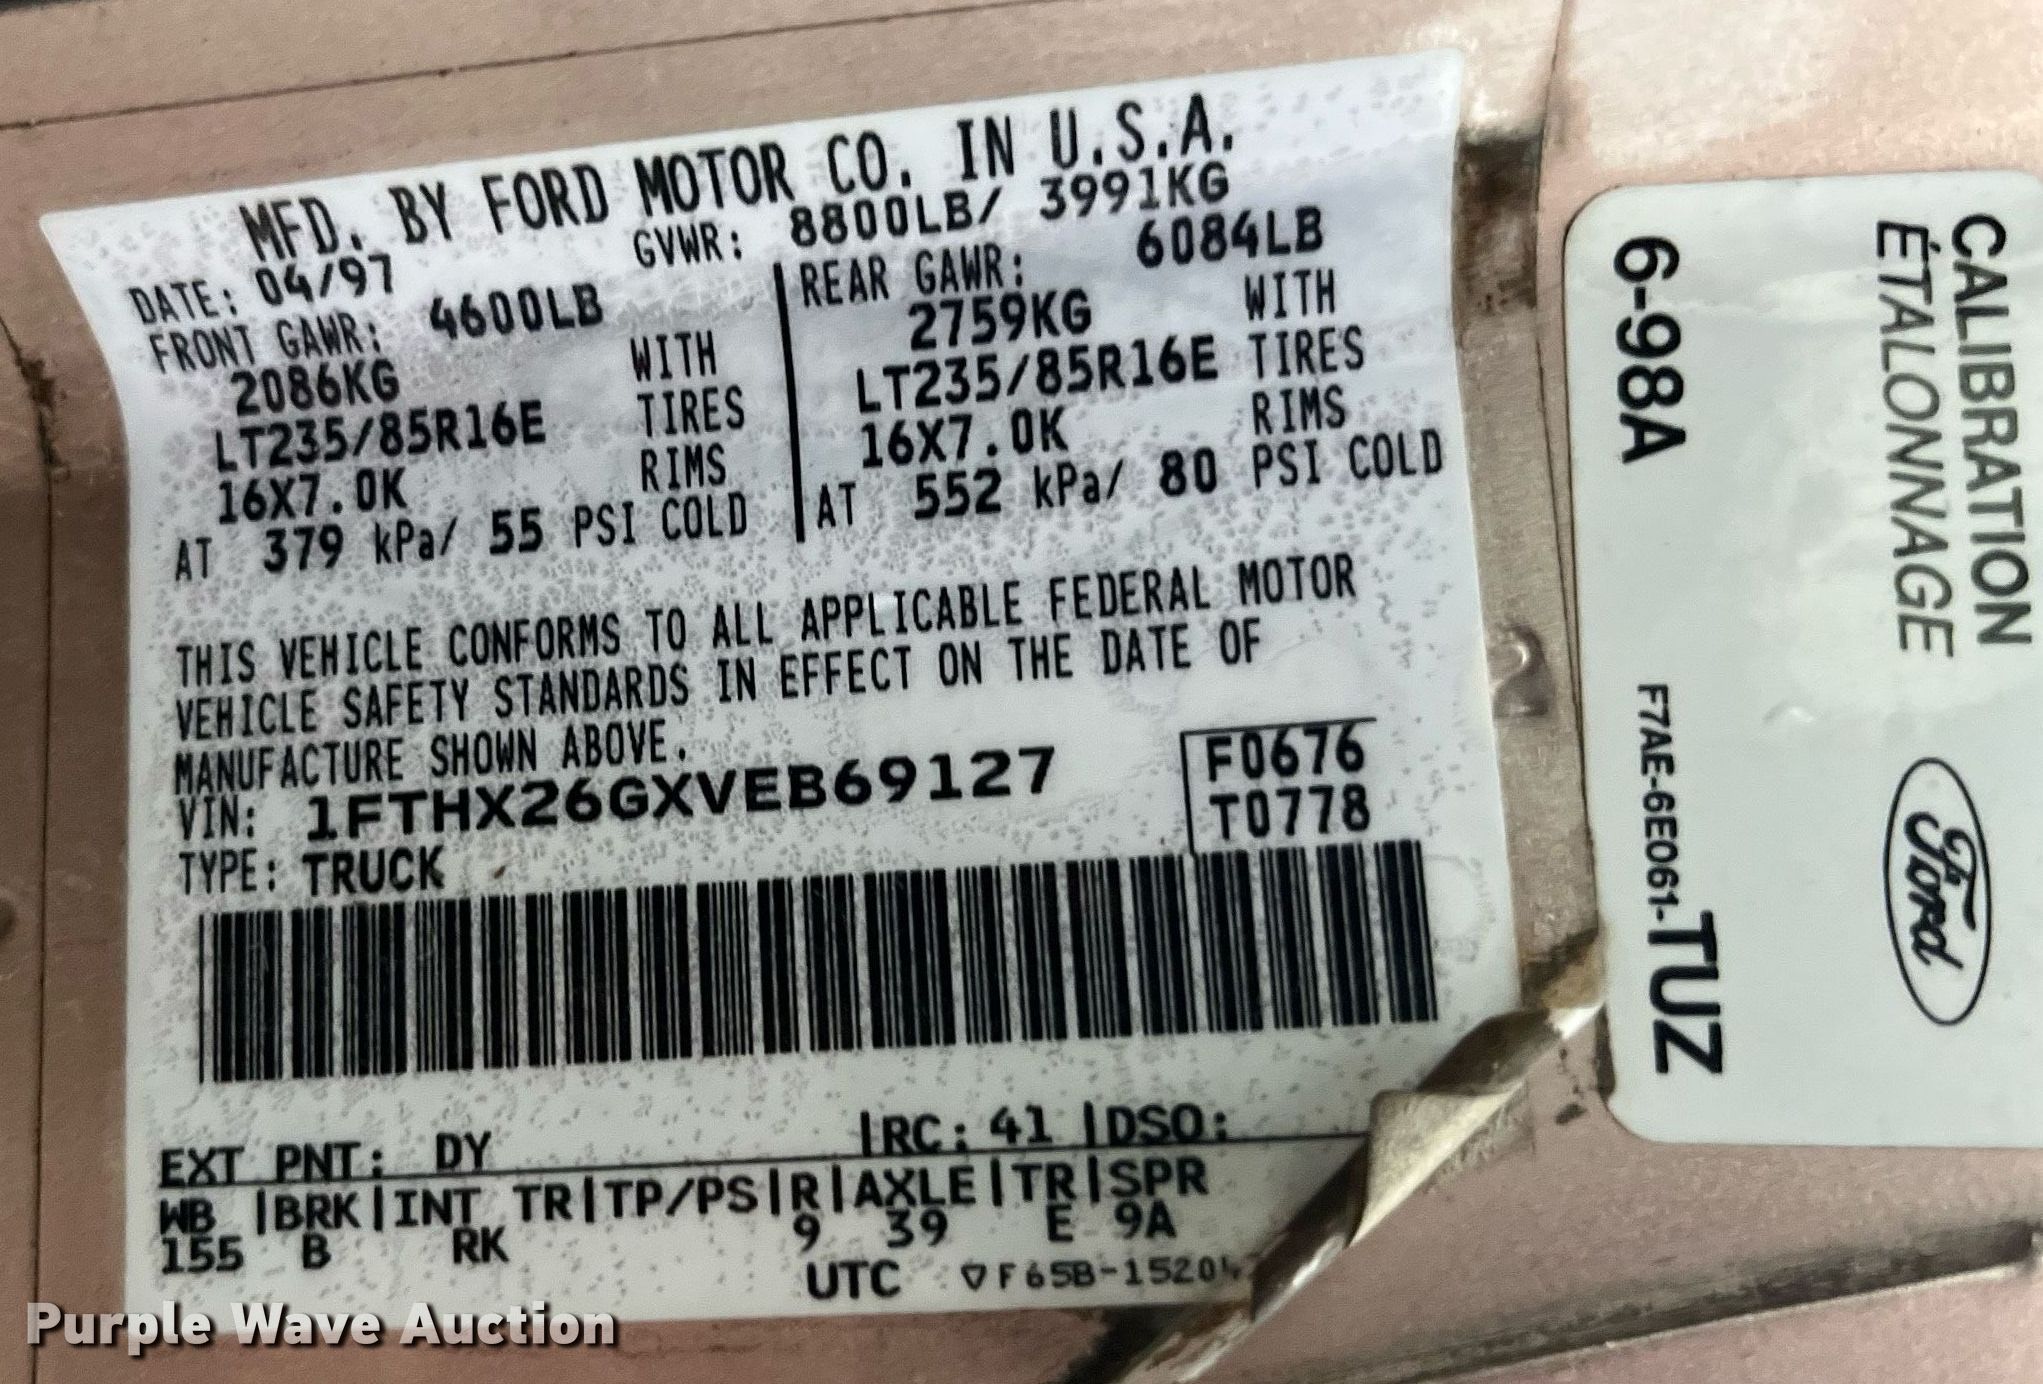 MFD. BY FORD MOTOR CO. IN U.S.A.
DATE: 04/97 GVWR: 8800LB/ 3991KG
FRONT GAWR: 4600LB
2086KG WITH
LT235/85R16E TIRES
16X7.0K RIMS
AT 379 kPa/ 55 PSI COLD
REAR GAWR: 6084LB
2759KG WITH
LT235/85R16E TIRES
16X7.0K RIMS
AT 552 kPa/ 80 PSI COLD
THIS VEHICLE CONFORMS TO ALL APPLICABLE FEDERAL MOTOR
VEHICLE SAFETY STANDARDS IN EFFECT ON THE DATE OF
MANUFACTURE SHOWN ABOVE.
VIN: 1FTHX26GXVEB69127
TYPE: TRUCK
F0676
T0778
EXT PNT: DY |RC: 41 |DSO:
WB |BRK|INT TR|TP/PS|R|AXLE|TR|SPR
155 B RK 9 39 E 9A
UTC ▽F65B-1520
CALIBRATION
ÉTALONNAGE
Ford
6-98A F7AE-6E061-TUZ
Purple Wave Auction